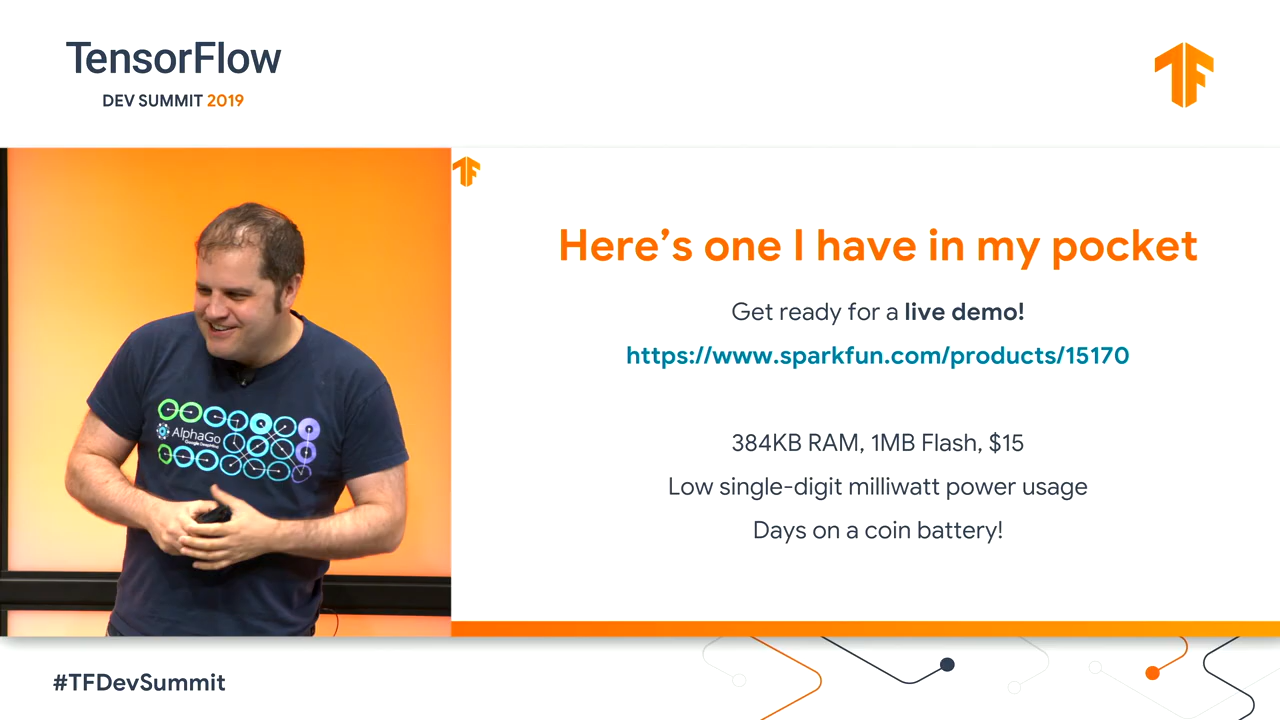 TensorFlow
DEV SUMMIT 2019
Here's one I have in my pocket
Get ready for a live demo!
https://www.sparkfun.com/products/15170
384KB RAM, 1MB Flash, $15
Low single-digit milliwatt power usage
Days on a coin battery!
AlphaGo
Google DeepMind
#TFDevSummit